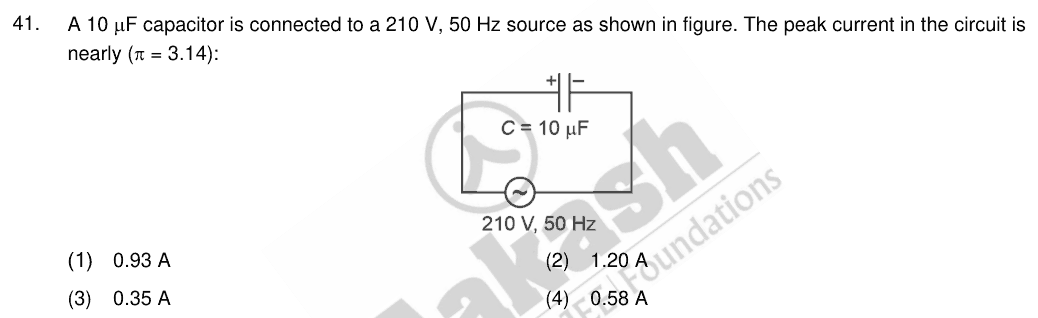 41. A 10 μF capacitor is connected to a 210 V, 50 Hz source as shown in figure. The peak current in the circuit is
nearly (π = 3.14):
+ −
C = 10 μF
~
210 V, 50 Hz
(1) 0.93 A (2) 1.20 A
(3) 0.35 A (4) 0.58 A
Aakash
JEE|Foundations